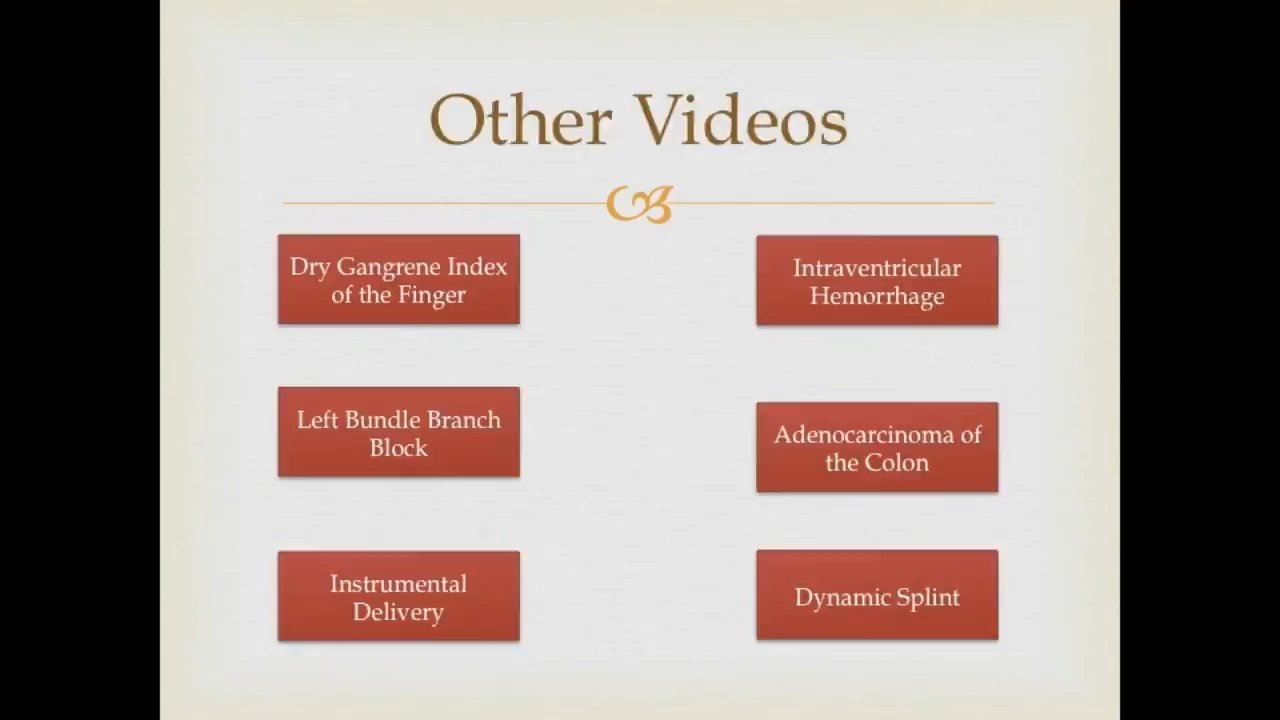 Other Videos
Dry Gangrene Index
of the Finger
Intraventricular
Hemorrhage
Left Bundle Branch
Block
Adenocarcinoma of
the Colon
Instrumental
Delivery
Dynamic Splint